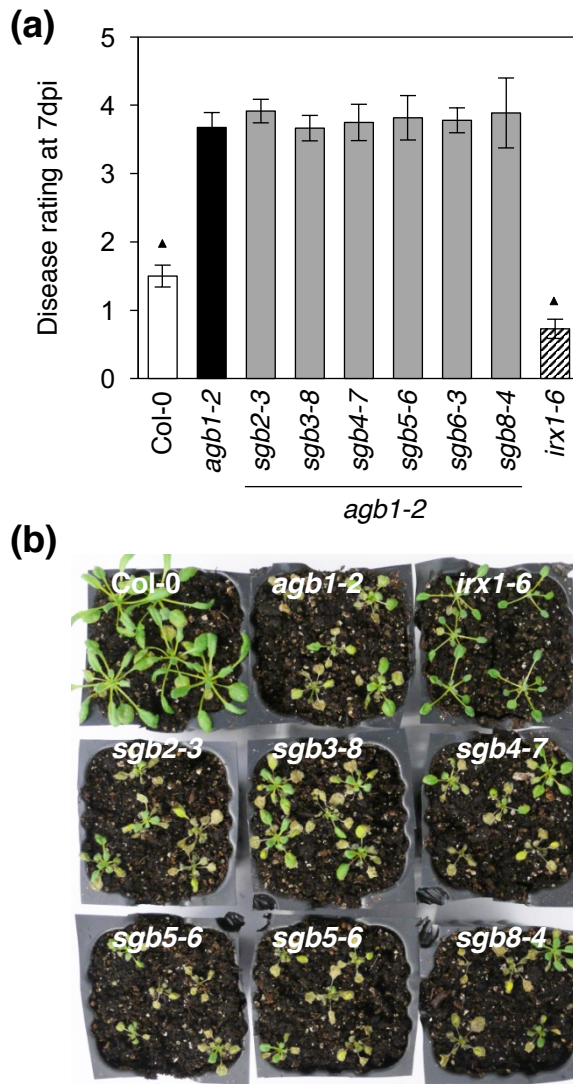 (a)
Disease rating at 7dpi
5
4
3
2
1
0
Col-0
agb1-2
sgb2-3
sgb3-8
sgb4-7
sgb5-6
sgb6-3
sgb8-4
irx1-6
agb1-2
(b)
Col-0 agb1-2 irx1-6
sgb2-3 sgb3-8 sgb4-7
sgb5-6 sgb5-6 sgb8-4